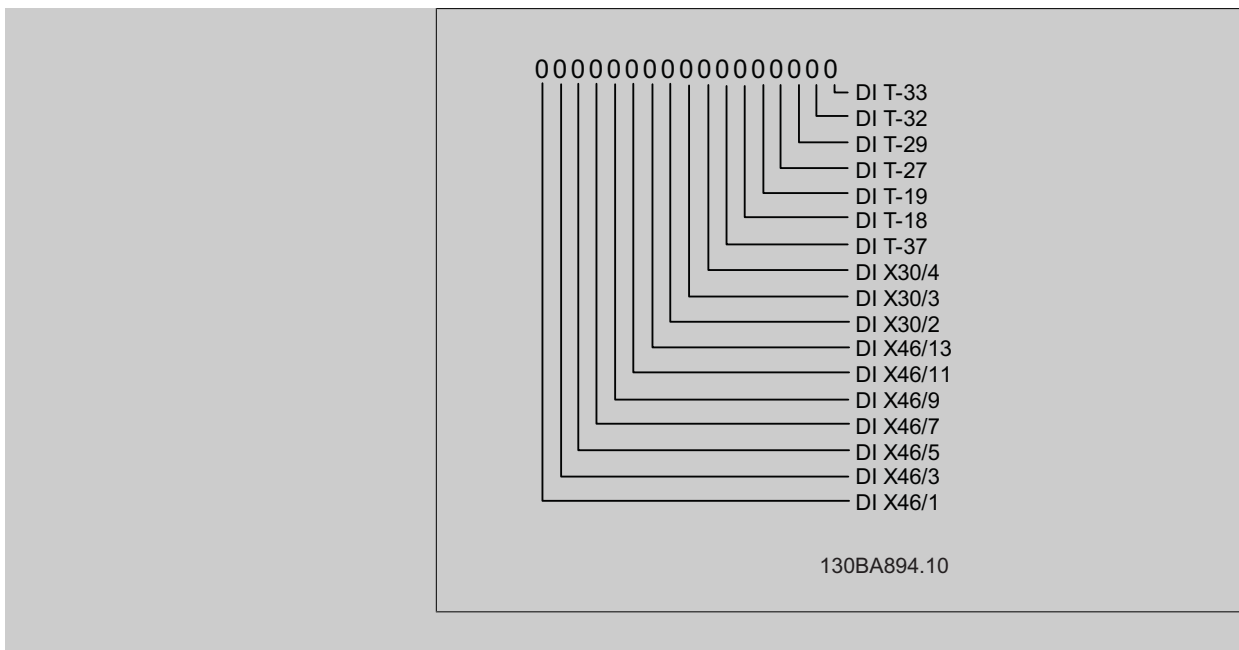 00000000000000000
DI T-33
DI T-32
DI T-29
DI T-27
DI T-19
DI T-18
DI T-37
DI X30/4
DI X30/3
DI X30/2
DI X46/13
DI X46/11
DI X46/9
DI X46/7
DI X46/5
DI X46/3
DI X46/1
130BA894.10